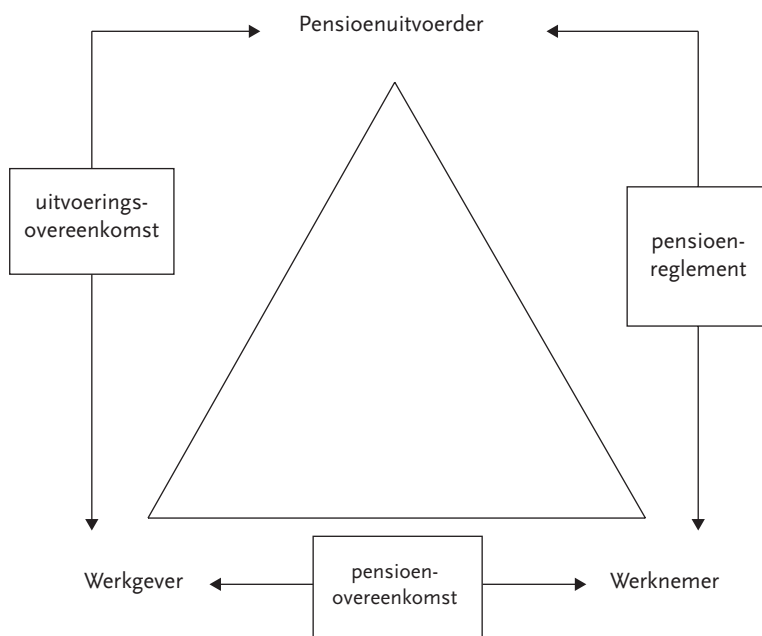 Pensioenuitvoerder
uitvoerings-
overeenkomst
pensioen-
reglement
Werkgever
pensioen-
overeenkomst
Werknemer